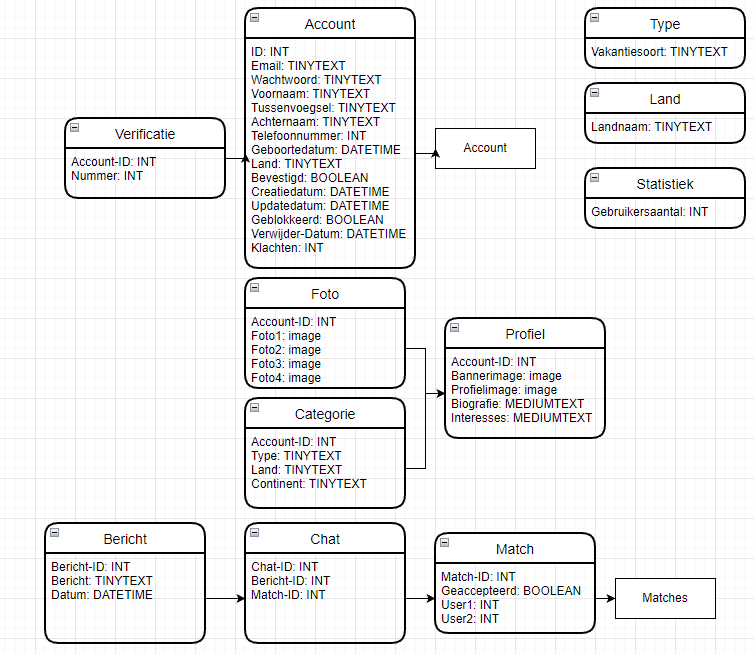 Account
ID: INT
Email: TINYTEXT
Wachtwoord: TINYTEXT
Voornaam: TINYTEXT
Tussenvoegsel: TINYTEXT
Achternaam: TINYTEXT
Telefoonnummer: INT
Geboortedatum: DATETIME
Land: TINYTEXT
Bevestigd: BOOLEAN
Creatiedatum: DATETIME
Updatedatum: DATETIME
Geblokkeerd: BOOLEAN
Verwijder-Datum: DATETIME
Klachten: INT
Type
Vakantiesoort: TINYTEXT
Land
Landnaam: TINYTEXT
Verificatie
Account-ID: INT
Nummer: INT
Account
Statistiek
Gebruikersaantal: INT
Foto
Account-ID: INT
Foto1: image
Foto2: image
Foto3: image
Foto4: image
Profiel
Account-ID: INT
Bannerimage: image
Profielimage: image
Biografie: MEDIUMTEXT
Interesses: MEDIUMTEXT
Categorie
Account-ID: INT
Type: TINYTEXT
Land: TINYTEXT
Continent: TINYTEXT
Bericht
Bericht-ID: INT
Bericht: TINYTEXT
Datum: DATETIME
Chat
Chat-ID: INT
Bericht-ID: INT
Match-ID: INT
Match
Match-ID: INT
Geaccepteerd: BOOLEAN
User1: INT
User2: INT
Matches